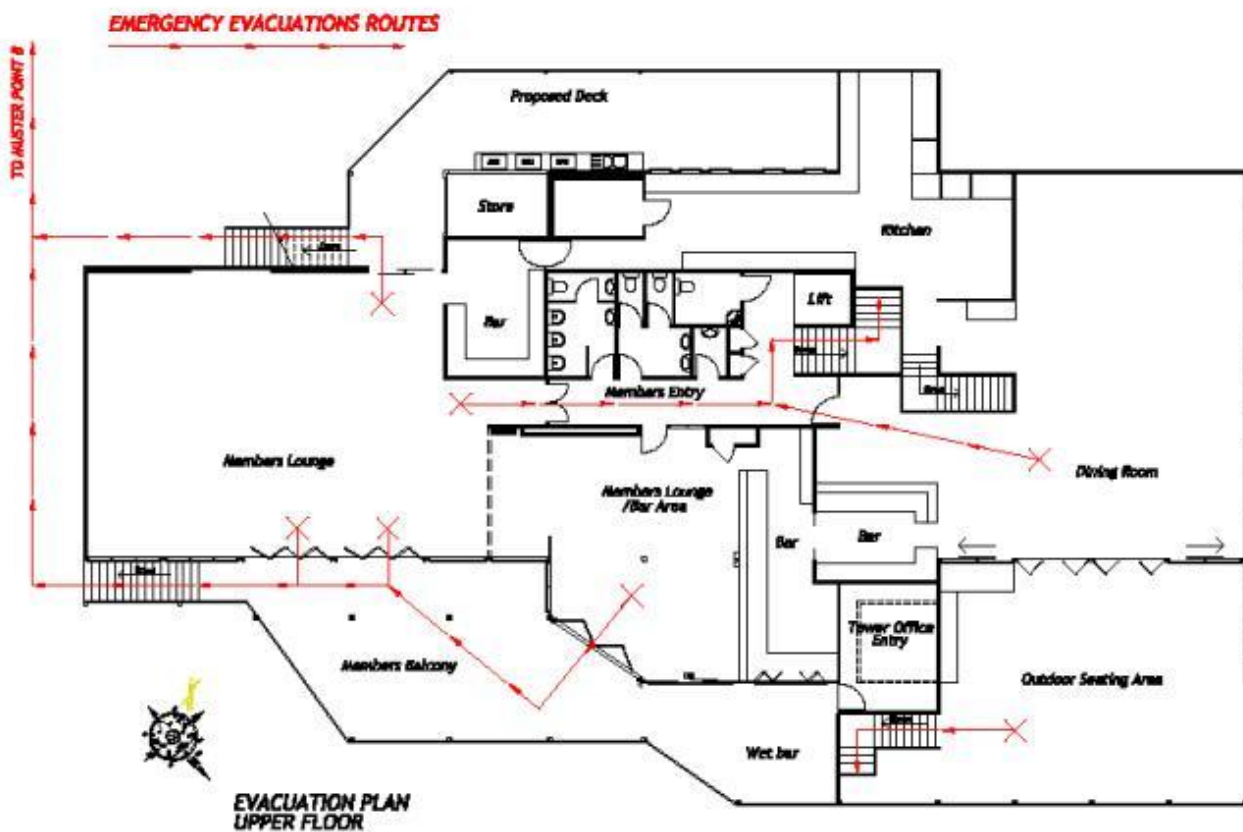 EMERGENCY EVACUATIONS ROUTES
TO MUSTER POINT B
Proposed Deck
Store
Kitchen
Bar
Lift
Members Entry
Members Lounge
Members Lounge
/Bar Area
Dining Room
Bar
Bar
Tower Office
Entry
Members Balcony
Outdoor Seating Area
Wet bar
EVACUATION PLAN
UPPER FLOOR